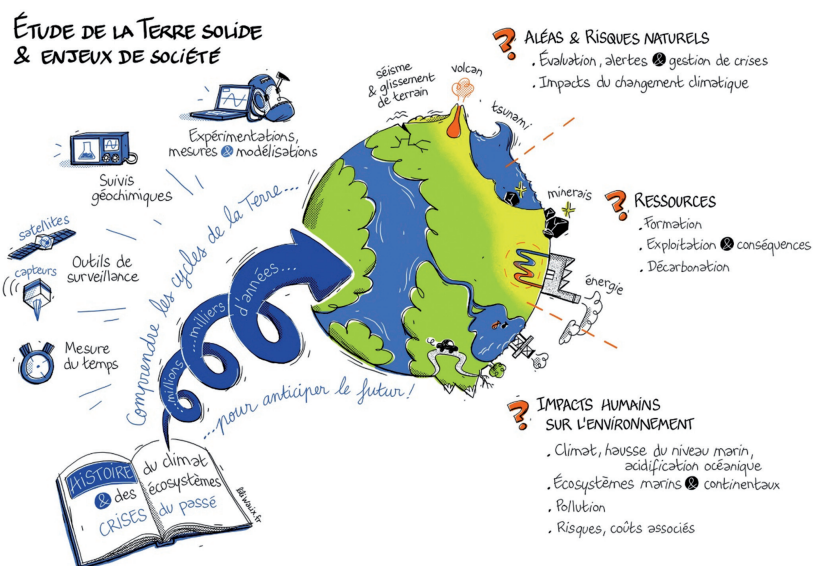 ÉTUDE DE LA TERRE SOLIDE
& ENJEUX DE SOCIÉTÉ
Expérimentations,
mesures & modélisations
Suivis
géochimiques
satellites
Outils de
surveillance
capteurs
Mesure
du temps
Comprendre les cycles de la Terre...
millions ...milliers d'années...
...pour anticiper le futur!
HISTOIRE
& des
CRISES
du climat
écosystèmes
du passé
lidiwaix.fr
séisme
& glissement
de terrain
volcan
tsunami
minerais
énergie
? ALÉAS & RISQUES NATURELS
. Évaluation, alertes & gestion de crises
. Impacts du changement climatique
? RESSOURCES
. Formation
. Exploitation & conséquences
. Décarbonation
? IMPACTS HUMAINS
SUR L'ENVIRONNEMENT
. Climat, hausse du niveau marin,
acidification océanique
. Écosystèmes marins & continentaux
. Pollution
. Risques, coûts associés